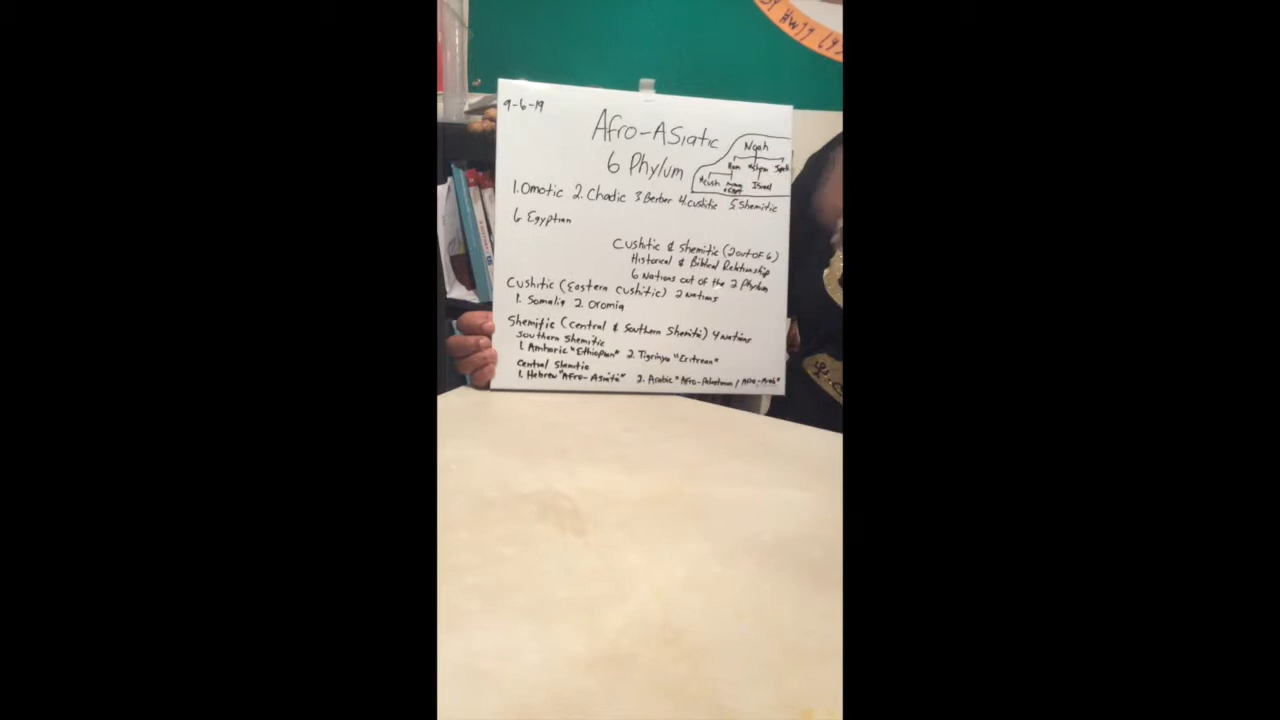 9-6-19
Afro-Asiatic
6 Phylum
Noah
Ham *Shem Japeth
*Cush Israel
1. Omotic 2. Chadic 3 Berber 4. Cushitic 5. Shemitic
6 Egyptian
Cushitic & Shemitic (2 out of 6)
Historical & Biblical Relationship
6 Nations out of the 2 Phylum
Cushitic (Eastern Cushitic) 2 Nations
1. Somalia 2. Oromia
Shemitic (Central & Southern Shemitic) 4 Nations
Southern Shemitic
1. Amharic "Ethiopian" 2. Tigrinya "Eritrean"
Central Shemitic
1. Hebrew "Afro-Asiatic" 2. Arabic "Afro-Palestinian / Afro-Arab"